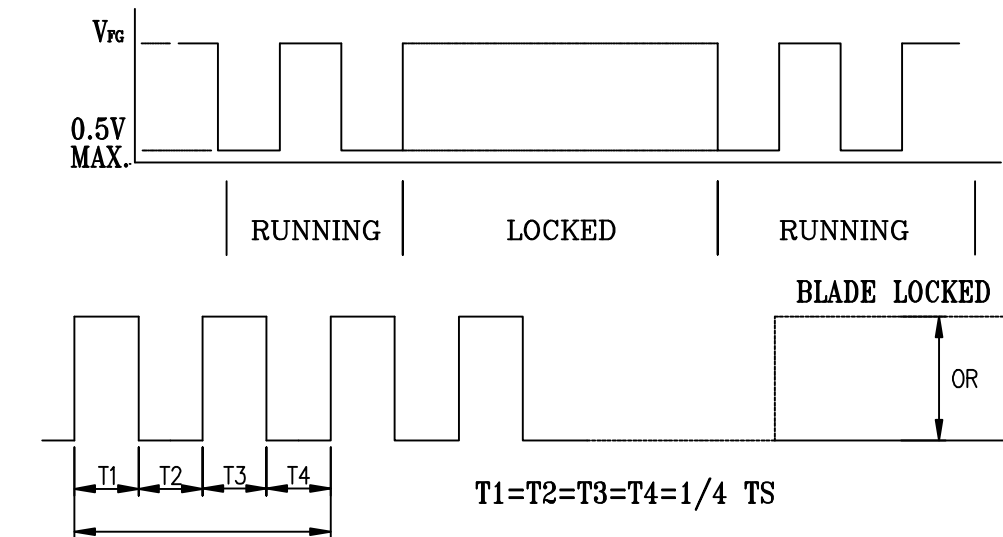 VFG
0.5V
MAX.
RUNNING LOCKED RUNNING
BLADE LOCKED
OR
T1 T2 T3 T4
T1=T2=T3=T4=1/4 TS